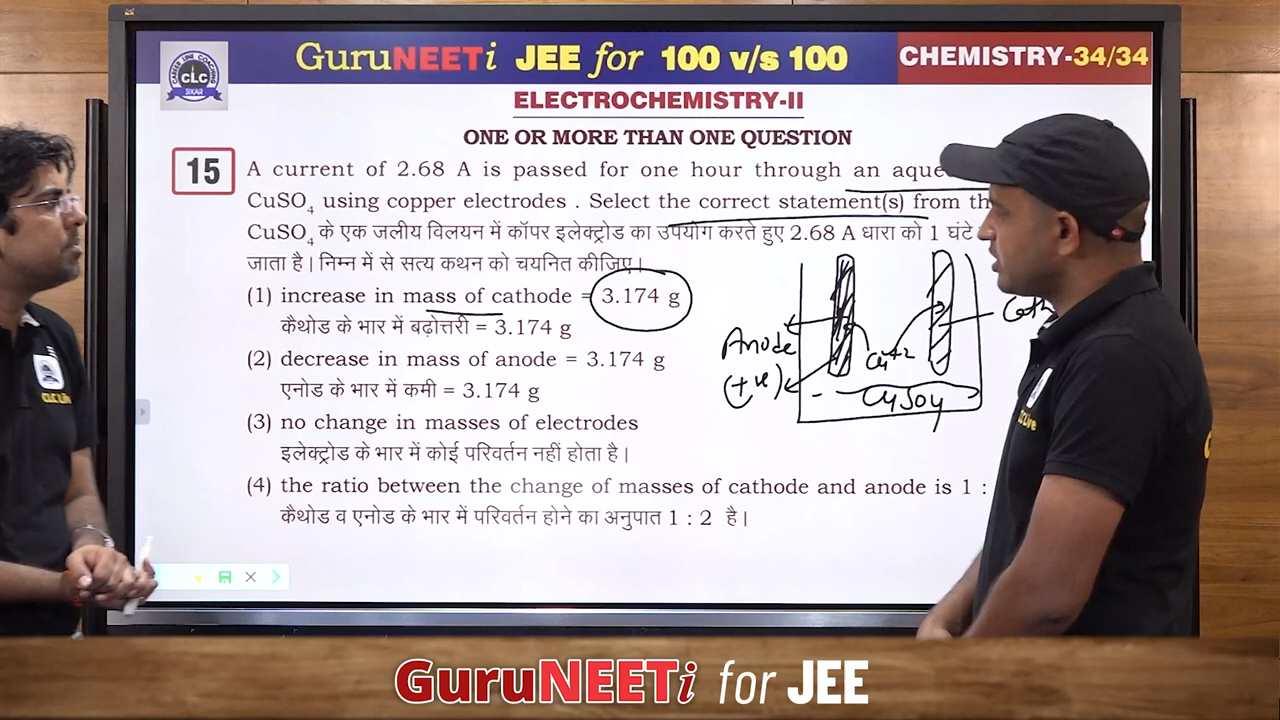 GuruNEETi JEE for 100 v/s 100
CHEMISTRY-34/34
CAREER LINE COACHING
CLC
SIKAR
ELECTROCHEMISTRY-II
ONE OR MORE THAN ONE QUESTION
15
A current of 2.68 A is passed for one hour through an
CuSO4 using copper electrodes . Select the correct statement(s) from
CuSO4 के एक जलीय विलयन में कॉपर इलेक्ट्रोड का उपयोग करते हुए 2.68 A धारा को 1 घंटे
जाता है। निम्न में से सत्य कथन को चयनित कीजिए।
(1) increase in mass of cathode = 3.174 g
कैथोड के भार में बढ़ोत्तरी = 3.174 g
(2) decrease in mass of anode = 3.174 g
एनोड के भार में कमी = 3.174 g
(3) no change in masses of electrodes
इलेक्ट्रोड के भार में कोई परिवर्तन नहीं होता है।
(4) the ratio between the change of masses of cathode and anode is 1 :
कैथोड व एनोड के भार में परिवर्तन होने का अनुपात 1 : 2 है।
Anode
(+ve)
Cu+2
CuSO4
CLC Live
GuruNEETi for JEE